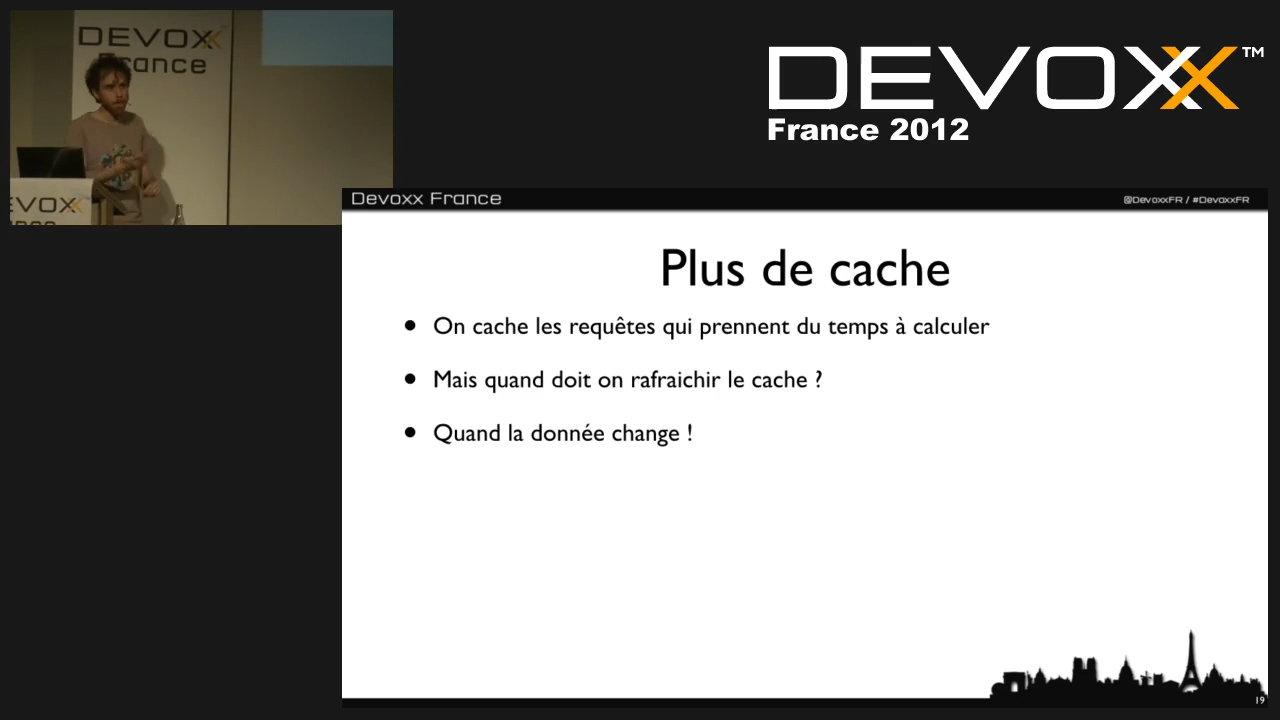 DEVOXX
France
VOX
DEVOXX™
France 2012
Devoxx France
@DevoxxFR / #DevoxxFR
Plus de cache
• On cache les requêtes qui prennent du temps à calculer
• Mais quand doit on rafraichir le cache ?
• Quand la donnée change !
19